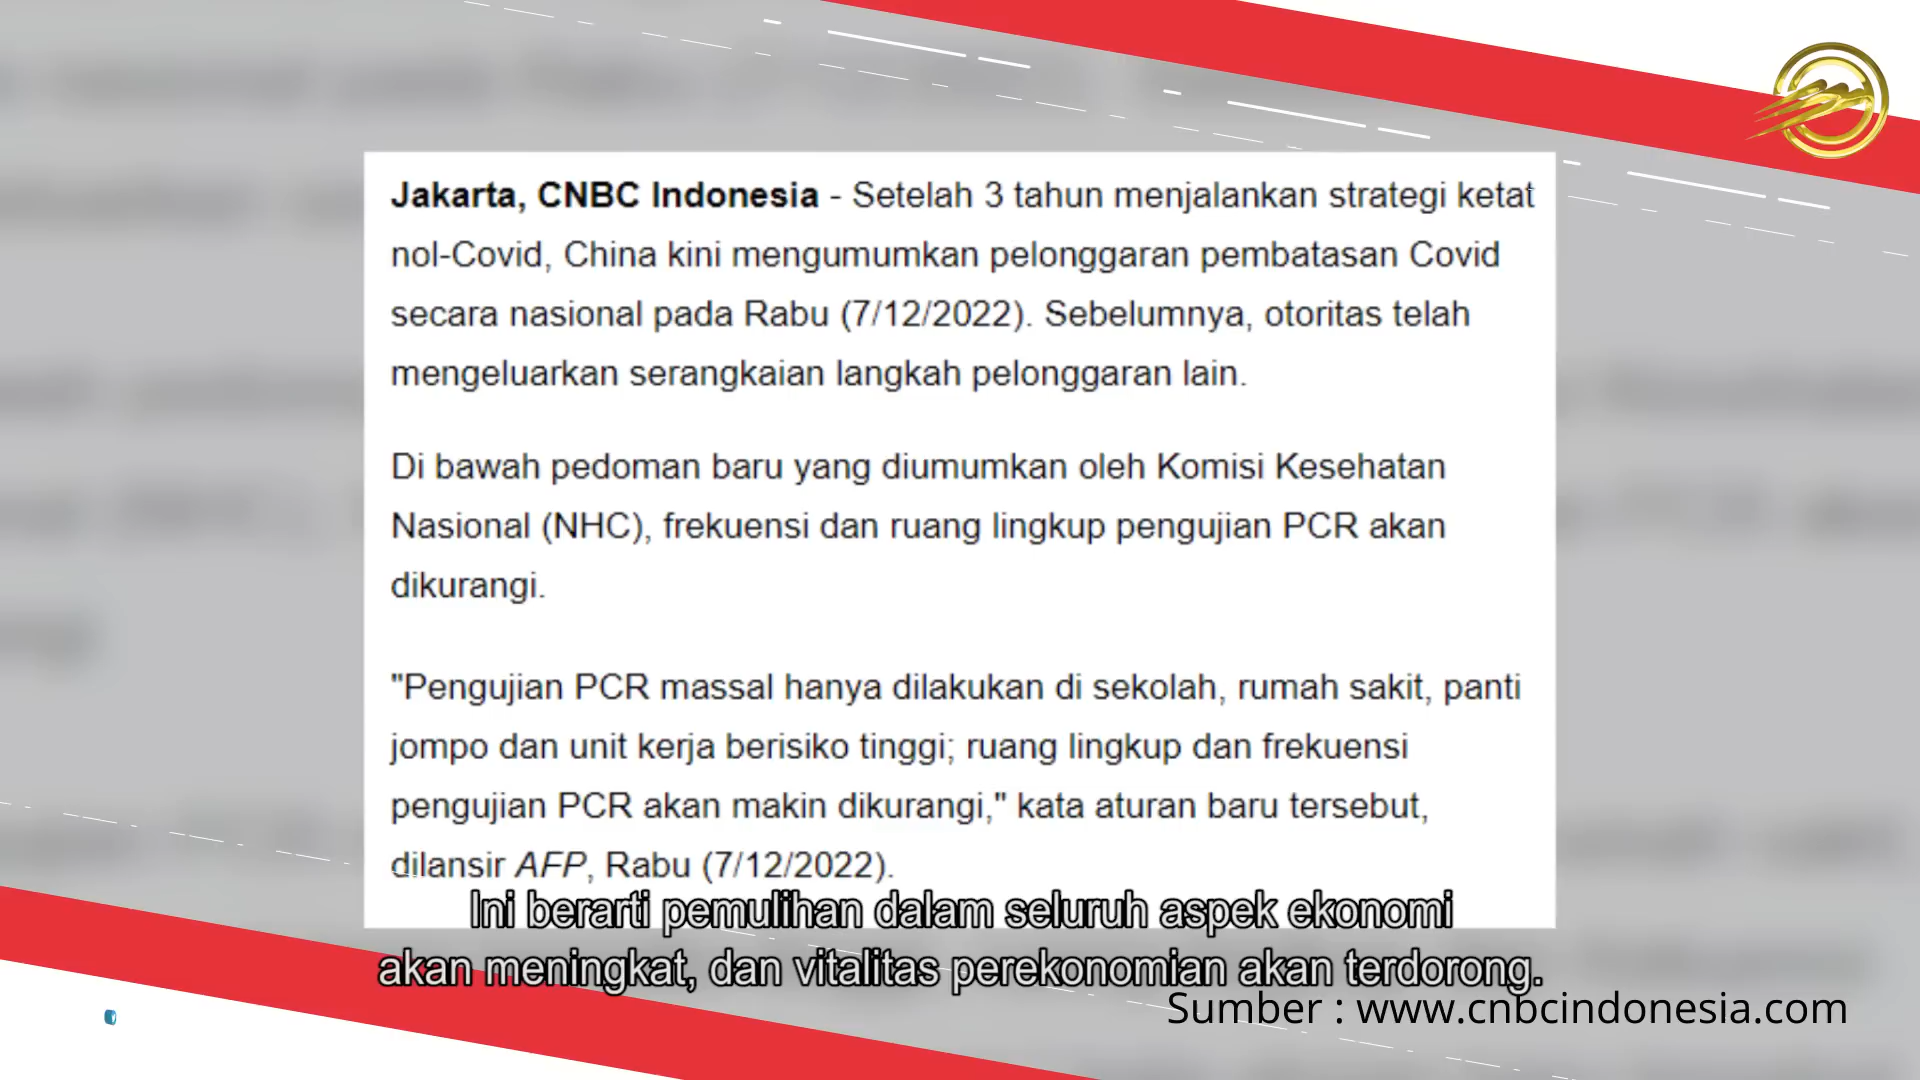 Jakarta, CNBC Indonesia - Setelah 3 tahun menjalankan strategi ketat
nol-Covid, China kini mengumumkan pelonggaran pembatasan Covid
secara nasional pada Rabu (7/12/2022). Sebelumnya, otoritas telah
mengeluarkan serangkaian langkah pelonggaran lain.
Di bawah pedoman baru yang diumumkan oleh Komisi Kesehatan
Nasional (NHC), frekuensi dan ruang lingkup pengujian PCR akan
dikurangi.
"Pengujian PCR massal hanya dilakukan di sekolah, rumah sakit, panti
jompo dan unit kerja berisiko tinggi; ruang lingkup dan frekuensi
pengujian PCR akan makin dikurangi," kata aturan baru tersebut,
dilansir AFP, Rabu (7/12/2022).
Ini berarti pemulihan dalam seluruh aspek ekonomi
akan meningkat, dan vitalitas perekonomian akan terdorong.
Sumber : www.cnbcindonesia.com